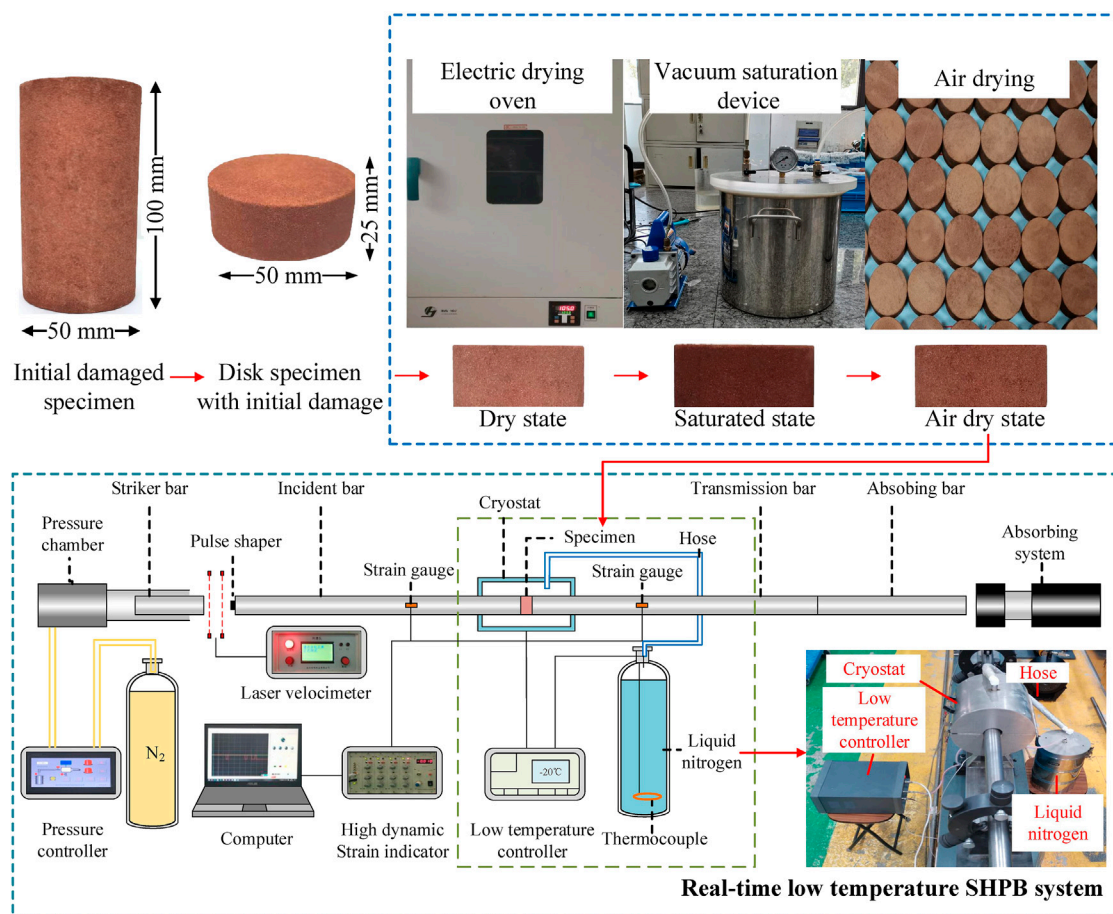 Electric drying
oven
Vacuum saturation
device
Air drying
100 mm
50 mm
25 mm
50 mm
Initial damaged
specimen
Disk specimen
with initial damage
Dry state
Saturated state
Air dry state
Striker bar
Incident bar
Cryostat
Transmission bar
Absobing bar
Pressure
chamber
Pulse shaper
Specimen
Hose
Absorbing
system
Strain gauge
Strain gauge
Laser velocimeter
N2
-20℃
Liquid
nitrogen
Thermocouple
Pressure
controller
Computer
High dynamic
Strain indicator
Low temperature
controller
Cryostat
Hose
Low
temperature
controller
Liquid
nitrogen
Real-time low temperature SHPB system